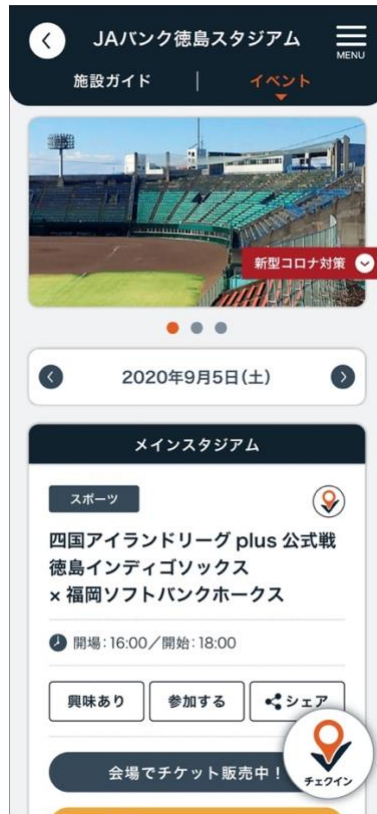 JAバンク徳島スタジアム
MENU
施設ガイド | イベント
新型コロナ対策
2020年9月5日(土)
メインスタジアム
スポーツ
四国アイランドリーグ plus 公式戦
徳島インディゴソックス
× 福岡ソフトバンクホークス
開場:16:00/開始:18:00
興味あり 参加する シェア
会場でチケット販売中!
チェクイン